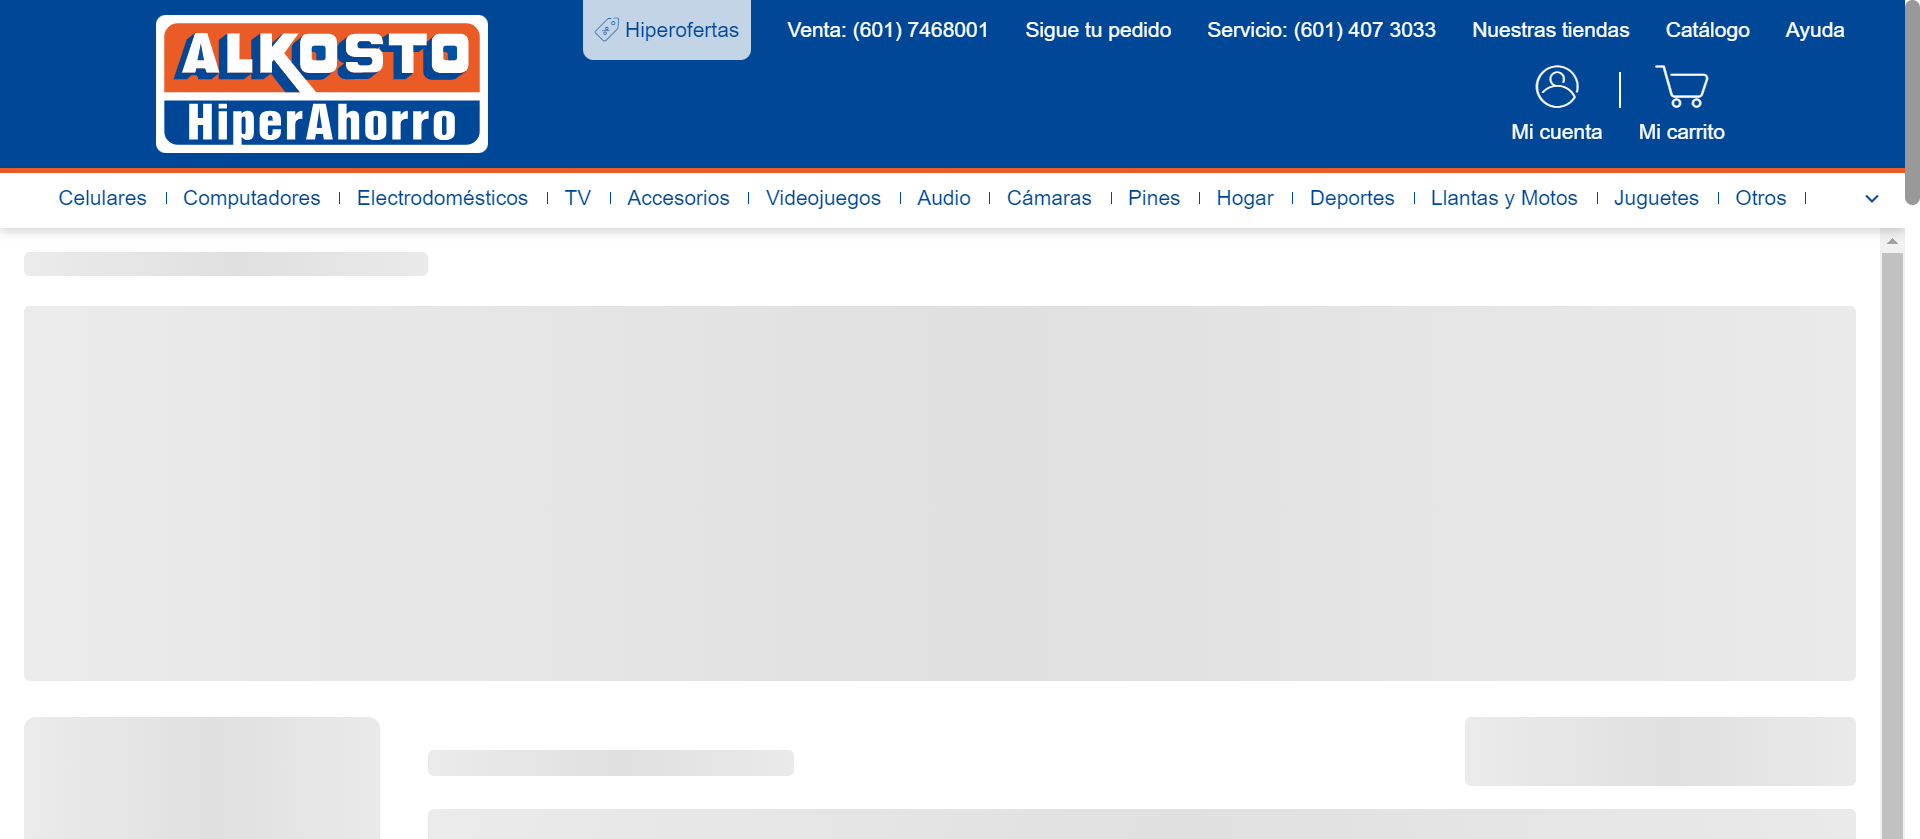 ALKOSTO
HiperAhorro
Hiperofertas
Venta: (601) 7468001
Sigue tu pedido
Servicio: (601) 407 3033
Nuestras tiendas
Catálogo
Ayuda
Mi cuenta
Mi carrito
Celulares
Computadores
Electrodomésticos
TV
Accesorios
Videojuegos
Audio
Cámaras
Pines
Hogar
Deportes
Llantas y Motos
Juguetes
Otros